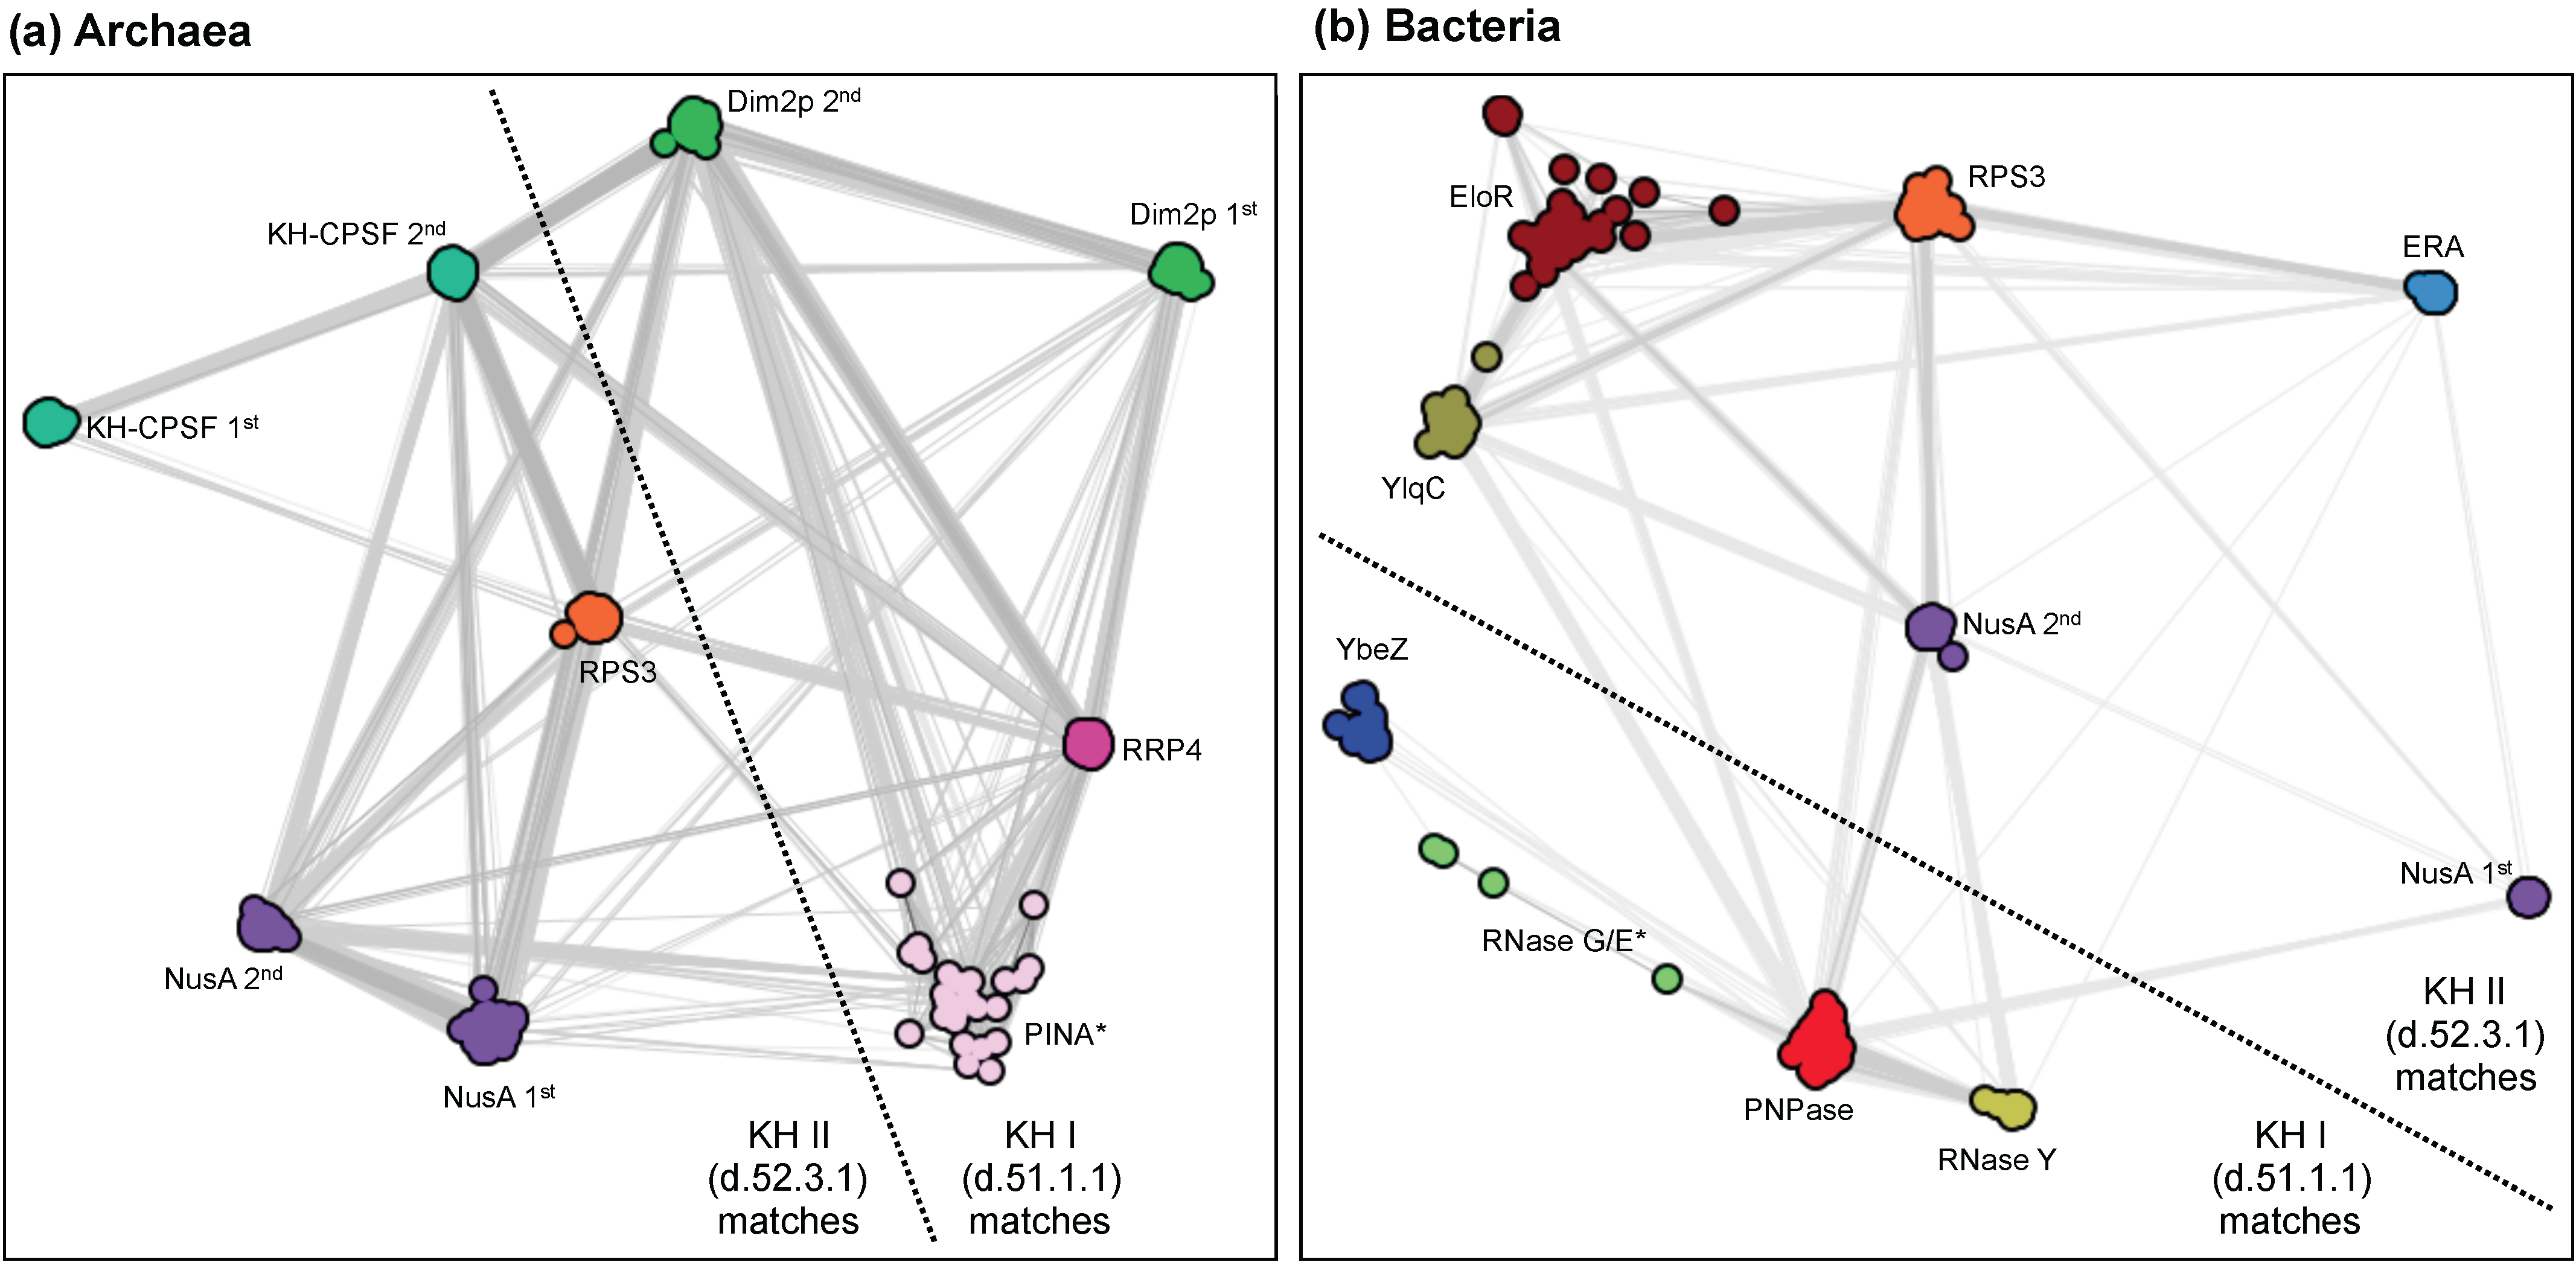 (a) Archaea
Dim2p 2nd
Dim2p 1st
KH-CPSF 2nd
KH-CPSF 1st
RPS3
RRP4
NusA 2nd
PINA*
NusA 1st
KH II
(d.52.3.1)
matches
KH I
(d.51.1.1)
matches
(b) Bacteria
RPS3
EloR
ERA
YlqC
NusA 2nd
YbeZ
NusA 1st
RNase G/E*
PNPase
RNase Y
KH II
(d.52.3.1)
matches
KH I
(d.51.1.1)
matches